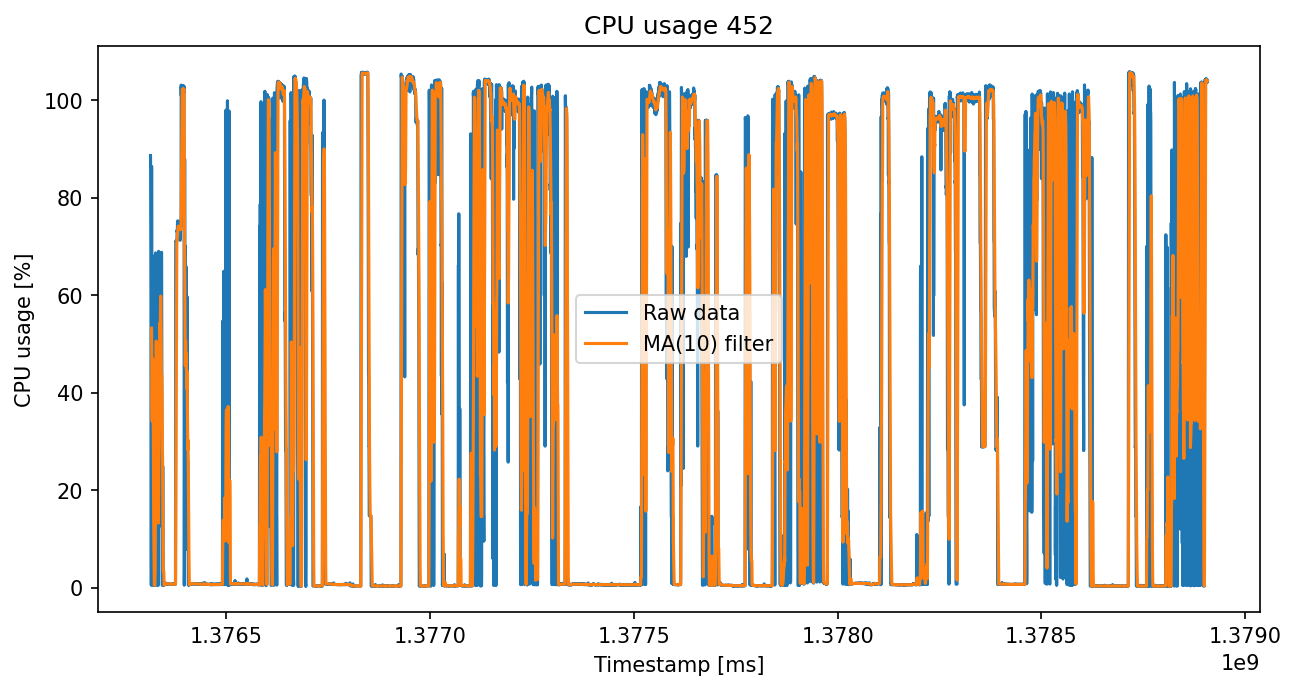 CPU usage 452
CPU usage [%]
100
80
60
40
20
0
Raw data
MA(10) filter
1.3765 1.3770 1.3775 1.3780 1.3785 1.3790
1e9
Timestamp [ms]